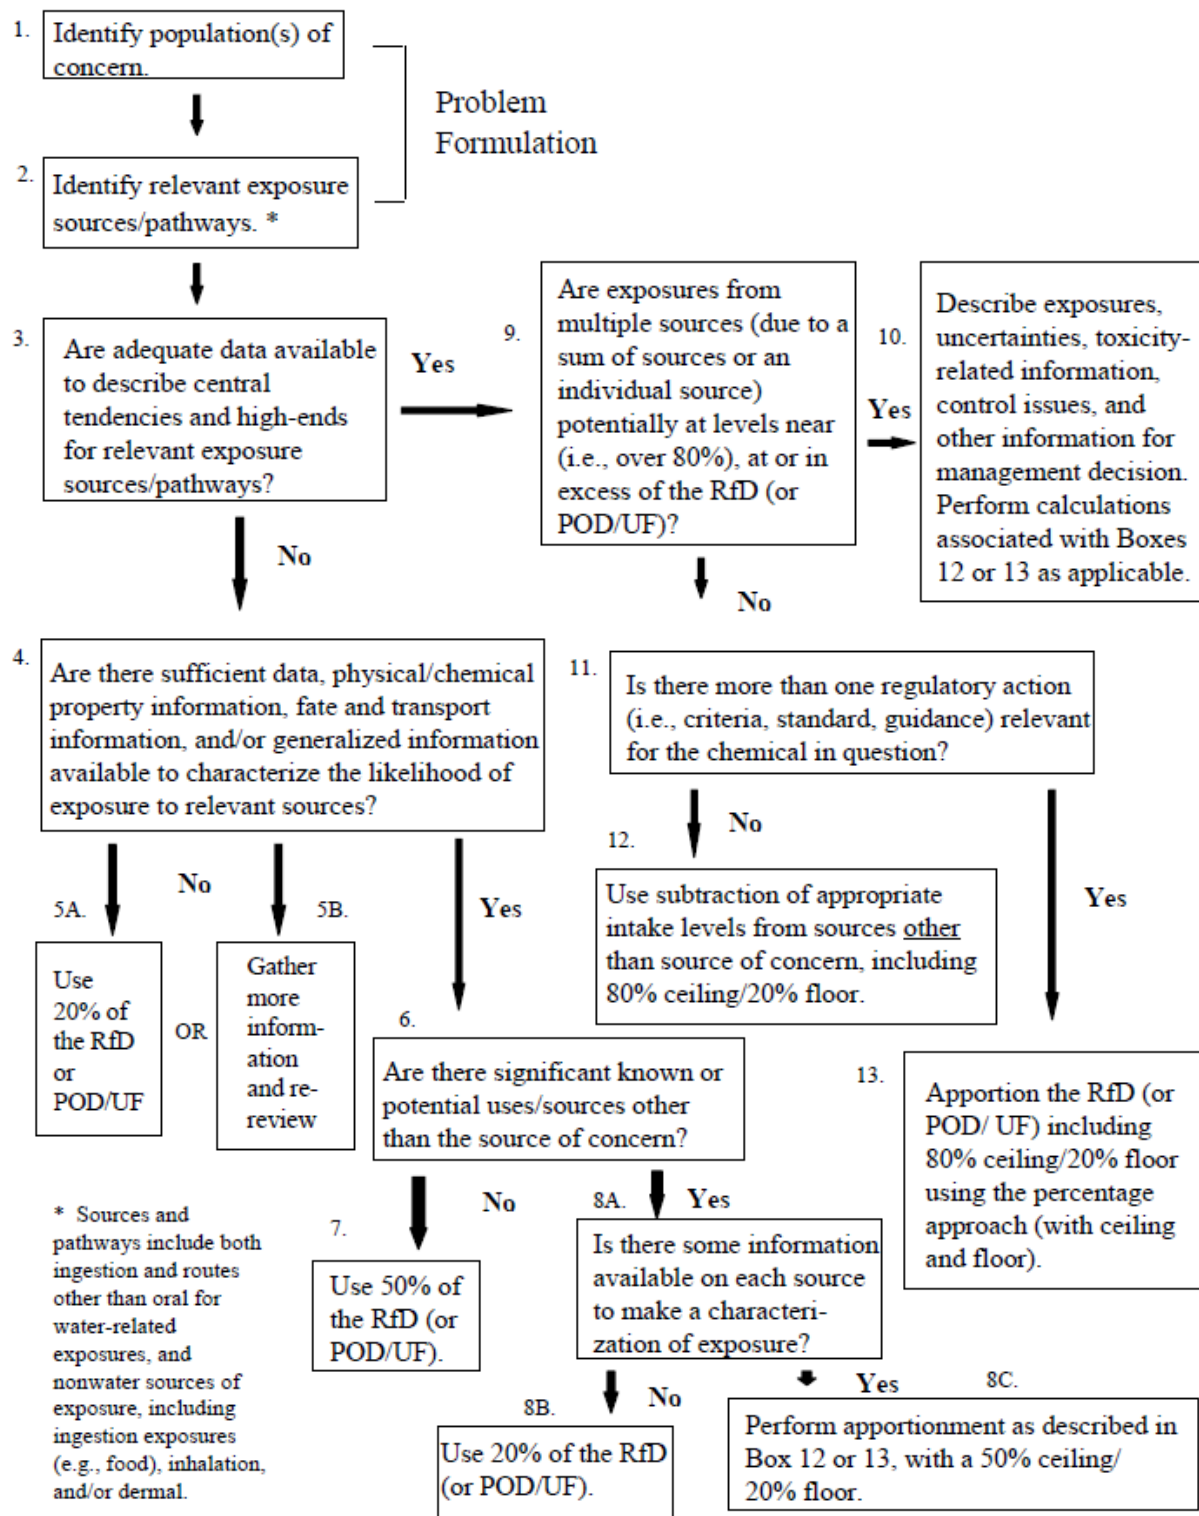 1.
Identify population(s) of
concern.
Problem
Formulation
2.
Identify relevant exposure
sources/pathways. *
3.
Are adequate data available
to describe central
tendencies and high-ends
for relevant exposure
sources/pathways?
Yes
No
9.
Are exposures from
multiple sources (due to a
sum of sources or an
individual source)
potentially at levels near
(i.e., over 80%), at or in
excess of the RfD (or
POD/UF)?
Yes
No
10.
Describe exposures,
uncertainties, toxicity-
related information,
control issues, and
other information for
management decision.
Perform calculations
associated with Boxes
12 or 13 as applicable.
4.
Are there sufficient data, physical/chemical
property information, fate and transport
information, and/or generalized information
available to characterize the likelihood of
exposure to relevant sources?
No
Yes
11.
Is there more than one regulatory action
(i.e., criteria, standard, guidance) relevant
for the chemical in question?
No
Yes
5A.
Use
20% of
the RfD
or
POD/UF
OR
5B.
Gather
more
inform-
ation
and re-
review
12.
Use subtraction of appropriate
intake levels from sources other
than source of concern, including
80% ceiling/20% floor.
6.
Are there significant known or
potential uses/sources other
than the source of concern?
No
Yes
13.
Apportion the RfD (or
POD/ UF) including
80% ceiling/20% floor
using the percentage
approach (with ceiling
and floor).
7.
Use 50% of
the RfD (or
POD/UF).
8A.
Is there some information
available on each source
to make a characteri-
zation of exposure?
No
Yes
8B.
Use 20% of the RfD
(or POD/UF).
8C.
Perform apportionment as described in
Box 12 or 13, with a 50% ceiling/
20% floor.
* Sources and
pathways include both
ingestion and routes
other than oral for
water-related
exposures, and
nonwater sources of
exposure, including
ingestion exposures
(e.g., food), inhalation,
and/or dermal.